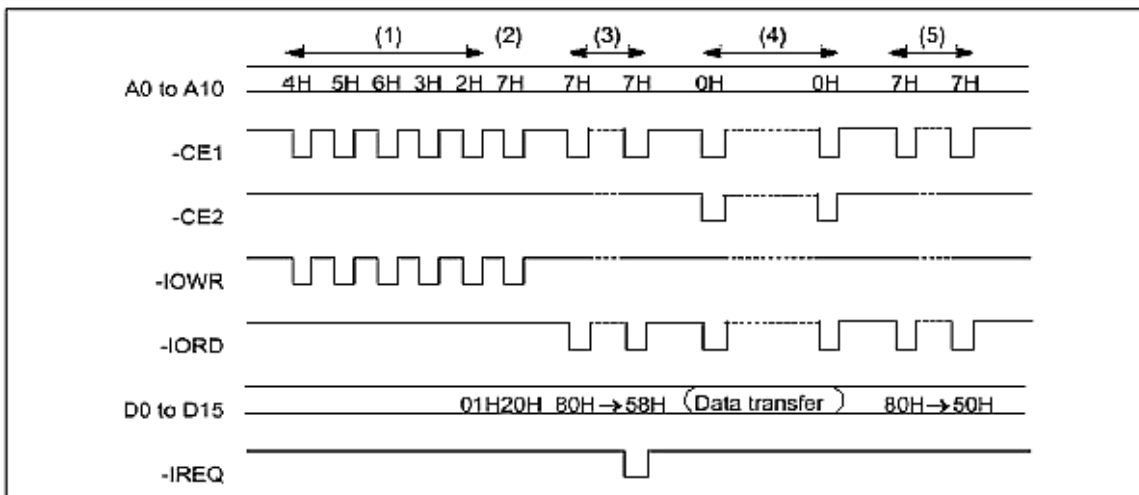 (1) (2) (3) (4) (5)
A0 to A10 4H 5H 6H 3H 2H 7H 7H 7H 0H 0H 7H 7H
-CE1
-CE2
-IOWR
-IORD
D0 to D15 01H20H 80H→58H (Data transfer) 80H→50H
-IREQ